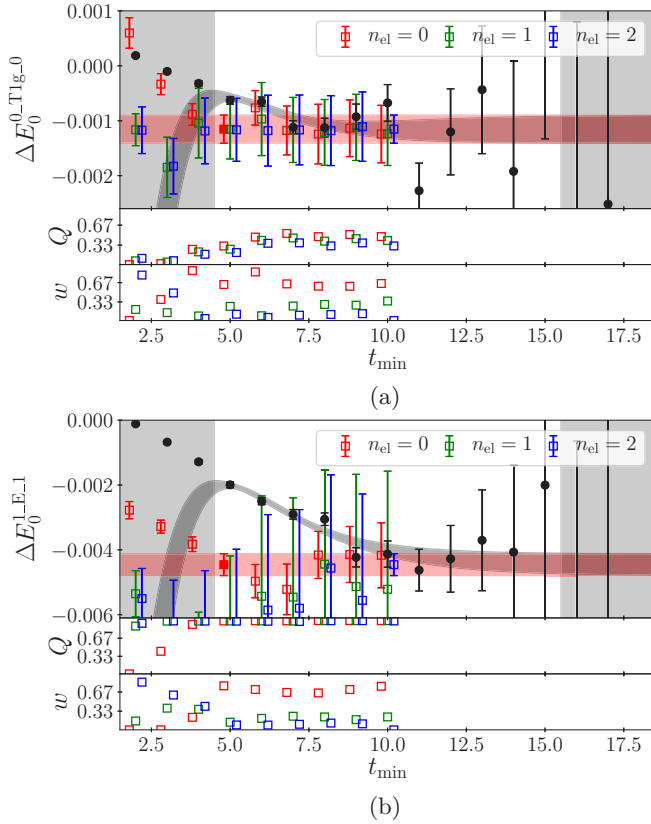 0.001
0.000
−0.001
−0.002
ΔE₀^{0_T1g_0}
n_el = 0
n_el = 1
n_el = 2
0.67
0.33
Q
0.67
0.33
w
2.5 5.0 7.5 10.0 12.5 15.0 17.5
t_min
(a)
0.000
−0.002
−0.004
−0.006
ΔE₀^{1_E_1}
n_el = 0
n_el = 1
n_el = 2
0.67
0.33
Q
0.67
0.33
w
2.5 5.0 7.5 10.0 12.5 15.0 17.5
t_min
(b)